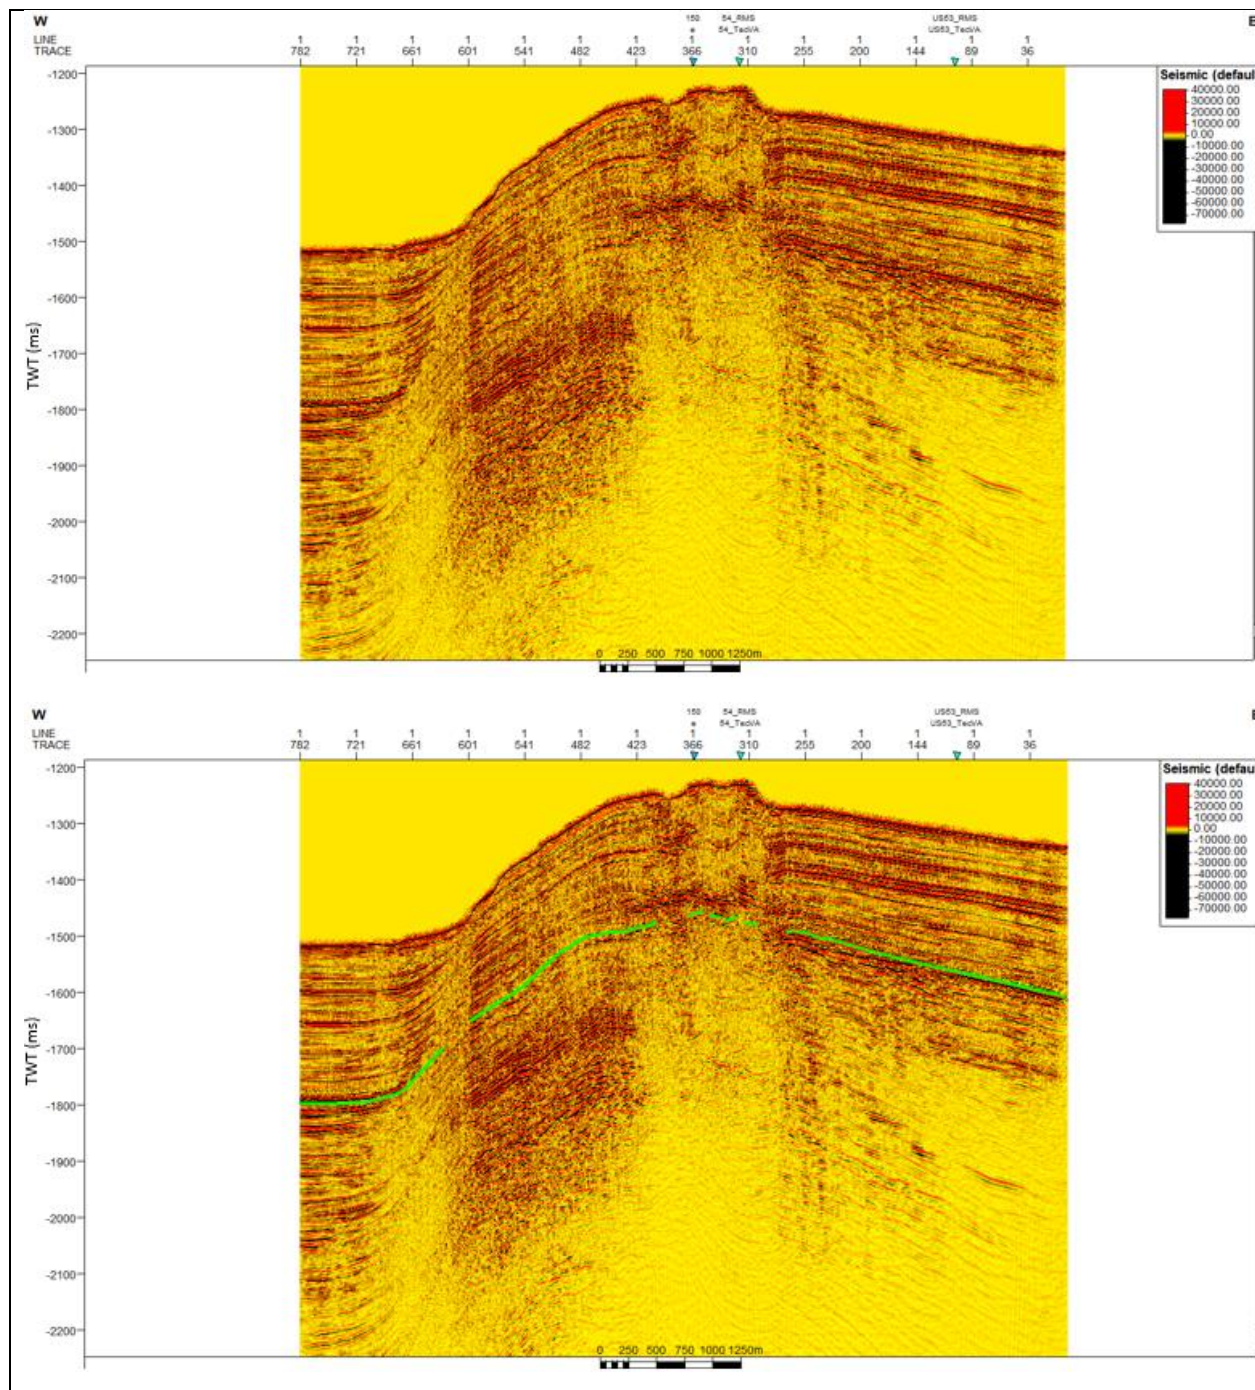 W
150 54_RMS US53_RMS E
e 54_TecVA US53_TecVA
LINE 1 1 1 1 1 1 1 1 1 1 1 1 1 1
TRACE 782 721 661 601 541 482 423 366 310 255 200 144 89 36
Seismic (defau
40000.00
30000.00
20000.00
10000.00
0.00
-10000.00
-20000.00
-30000.00
-40000.00
-50000.00
-60000.00
-70000.00
-1200
-1300
-1400
-1500
-1600
-1700
-1800
-1900
-2000
-2100
-2200
TWT (ms)
0 250 500 750 1000 1250m
W
150 54_RMS US53_RMS E
e 54_TecVA US53_TecVA
LINE 1 1 1 1 1 1 1 1 1 1 1 1 1 1
TRACE 782 721 661 601 541 482 423 366 310 255 200 144 89 36
Seismic (defau
40000.00
30000.00
20000.00
10000.00
0.00
-10000.00
-20000.00
-30000.00
-40000.00
-50000.00
-60000.00
-70000.00
-1200
-1300
-1400
-1500
-1600
-1700
-1800
-1900
-2000
-2100
-2200
TWT (ms)
0 250 500 750 1000 1250m